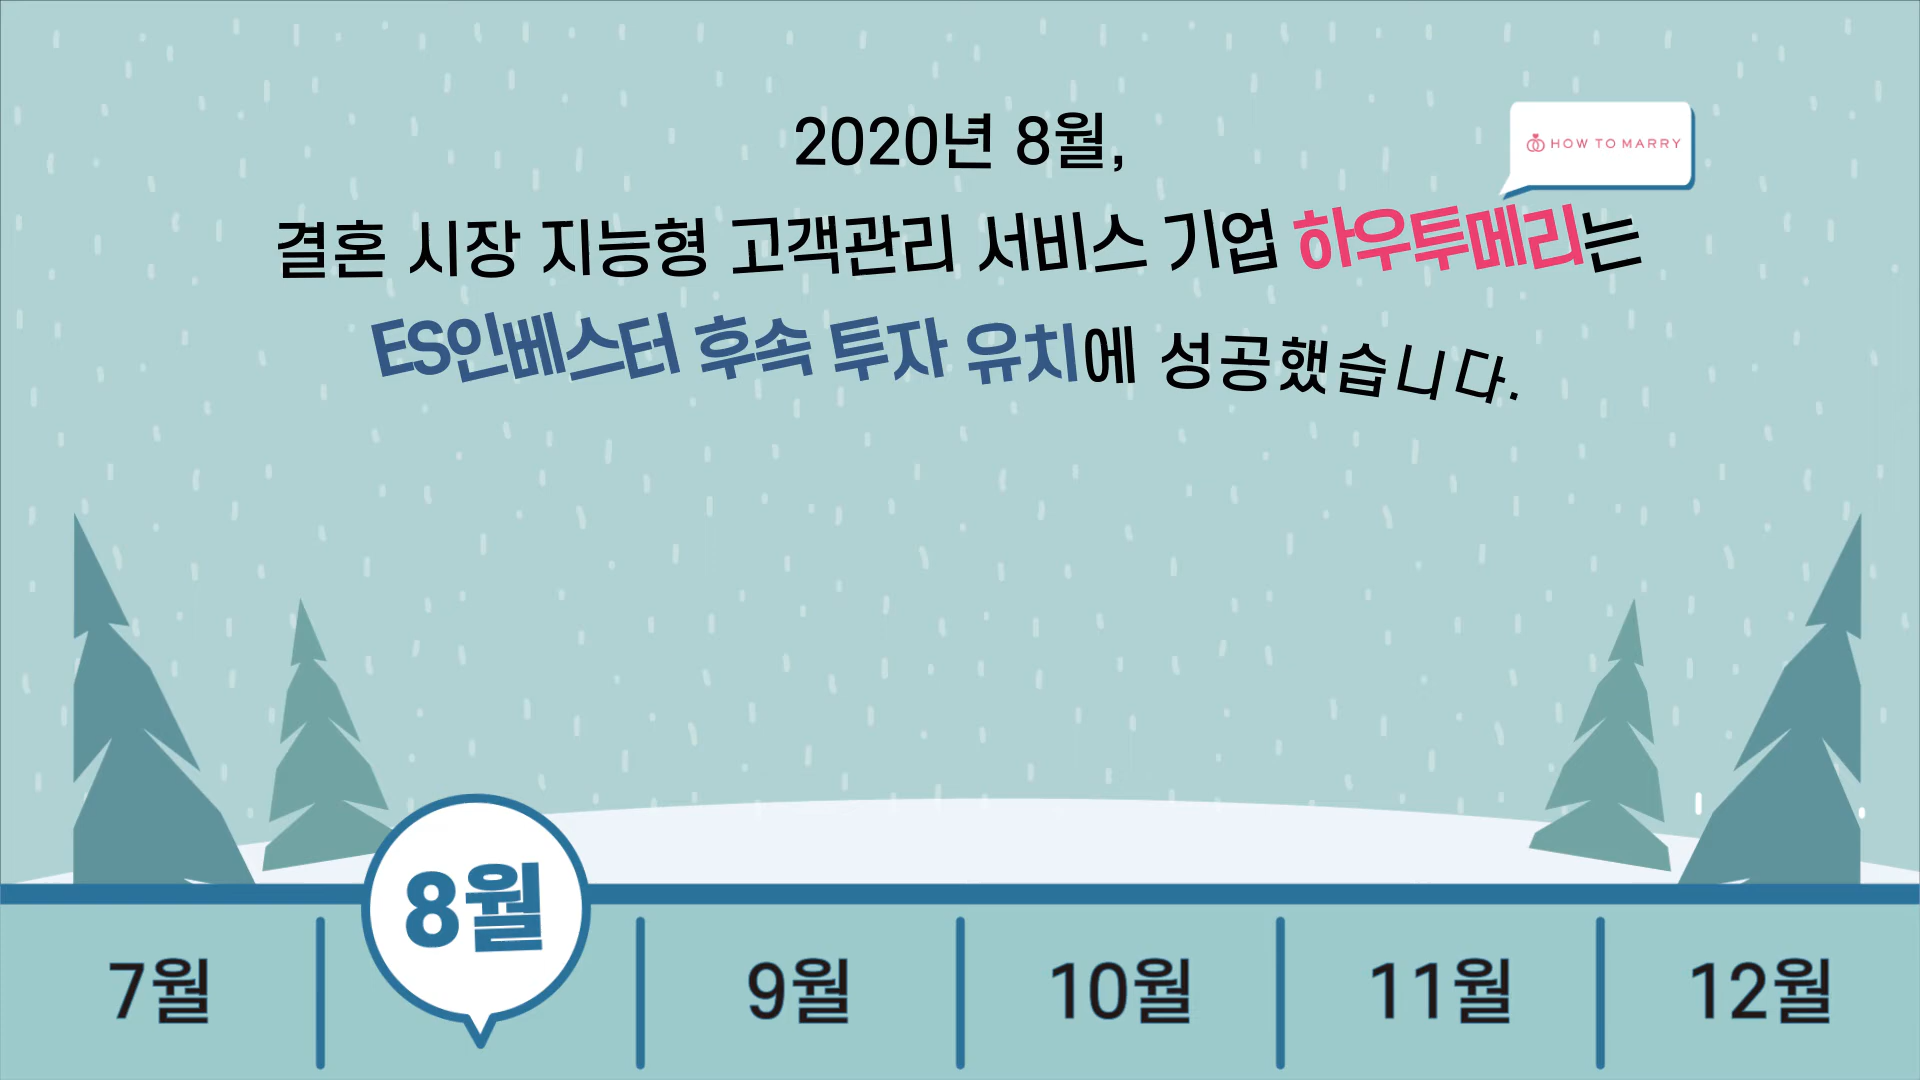 2020년 8월,
HOW TO MARRY
결혼 시장 지능형 고객관리 서비스 기업 하우투메리는
ES인베스터 후속 투자 유치에 성공했습니다.
7월
8월
9월
10월
11월
12월